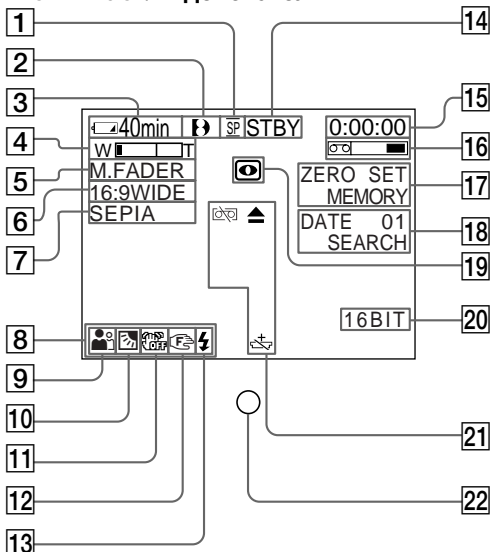 1
14
2
3
15
40min
SP
STBY
0:00:00
4
W
T
16
5
M.FADER
ZERO SET
MEMORY
17
6
16:9WIDE
7
SEPIA
DATE 01
SEARCH
18
19
16BIT
20
8
OFF
F
9
10
21
11
12
22
13